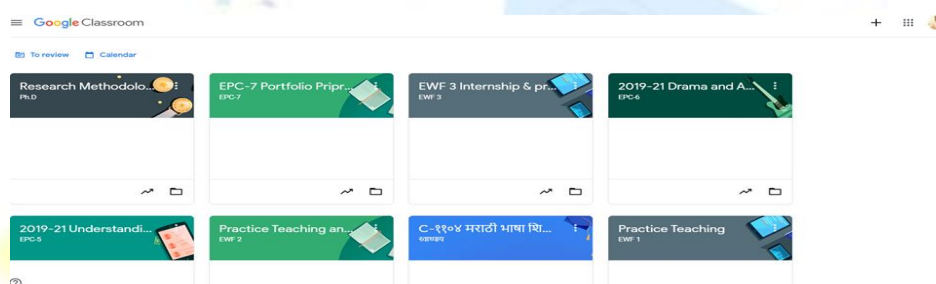 Google Classroom
To review Calendar
Research Methodolo...
Ph.D
EPC-7 Portfolio Pripr...
EPC-7
EWF 3 Internship & pr...
EWF 3
2019-21 Drama and A...
EPC-6
2019-21 Understandi...
EPC-5
Practice Teaching an...
EWF 2
C-११०४ मराठी भाषा शि...
Practice Teaching
EWF 1